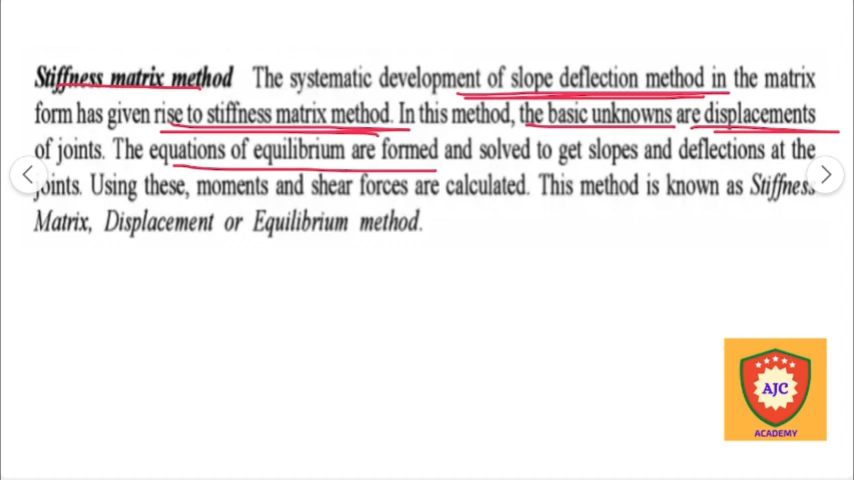 Stiffness matrix method The systematic development of slope deflection method in the matrix
form has given rise to stiffness matrix method. In this method, the basic unknowns are displacements
of joints. The equations of equilibrium are formed and solved to get slopes and deflections at the
joints. Using these, moments and shear forces are calculated. This method is known as Stiffness
Matrix, Displacement or Equilibrium method.
AJC
ACADEMY